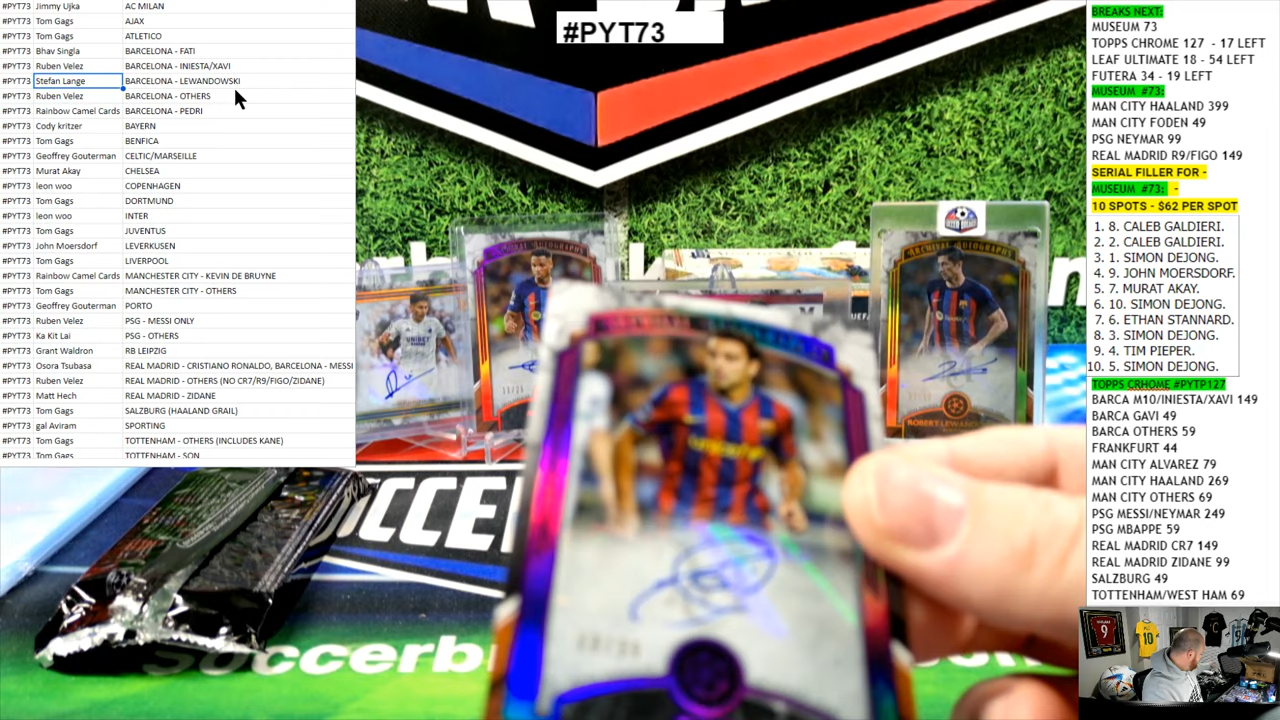 #PYT73 Jimmy Ujka AC MILAN
#PYT73 Tom Gags AJAX
#PYT73 Tom Gags ATLETICO
#PYT73 Bhav Singla BARCELONA - FATI
#PYT73 Ruben Velez BARCELONA - INIESTA/XAVI
#PYT73 Stefan Lange BARCELONA - LEWANDOWSKI
#PYT73 Ruben Velez BARCELONA - OTHERS
#PYT73 Rainbow Camel Cards BARCELONA - PEDRI
#PYT73 Cody kritzer BAYERN
#PYT73 Tom Gags BENFICA
#PYT73 Geoffrey Gouterman CELTIC/MARSEILLE
#PYT73 Murat Akay CHELSEA
#PYT73 leon woo COPENHAGEN
#PYT73 Tom Gags DORTMUND
#PYT73 leon woo INTER
#PYT73 Tom Gags JUVENTUS
#PYT73 John Moersdorf LEVERKUSEN
#PYT73 Tom Gags LIVERPOOL
#PYT73 Rainbow Camel Cards MANCHESTER CITY - KEVIN DE BRUYNE
#PYT73 Tom Gags MANCHESTER CITY - OTHERS
#PYT73 Geoffrey Gouterman PORTO
#PYT73 Ruben Velez PSG - MESSI ONLY
#PYT73 Ka Kit Lai PSG - OTHERS
#PYT73 Grant Waldron RB LEIPZIG
#PYT73 Osora Tsubasa REAL MADRID - CRISTIANO RONALDO, BARCELONA - MESSI
#PYT73 Ruben Velez REAL MADRID - OTHERS (NO CR7/R9/FIGO/ZIDANE)
#PYT73 Matt Hech REAL MADRID - ZIDANE
#PYT73 Tom Gags SALZBURG (HAALAND GRAIL)
#PYT73 gal Aviram SPORTING
#PYT73 Tom Gags TOTTENHAM - OTHERS (INCLUDES KANE)
#PYT73 Tom Gags TOTTENHAM - SON
#PYT73
ARCHIVAL AUTOGRAPHS
ROBERT LEWAN
CCER
Soccerb
BREAKS NEXT:
MUSEUM 73
TOPPS CHROME 127 - 17 LEFT
LEAF ULTIMATE 18 - 54 LEFT
FUTERA 34 - 19 LEFT
MUSEUM #73:
MAN CITY HAALAND 399
MAN CITY FODEN 49
PSG NEYMAR 99
REAL MADRID R9/FIGO 149
SERIAL FILLER FOR -
MUSEUM #73: -
10 SPOTS - $62 PER SPOT
1. 8. CALEB GALDIERI.
2. 2. CALEB GALDIERI.
3. 1. SIMON DEJONG.
4. 9. JOHN MOERSDORF.
5. 7. MURAT AKAY.
6. 10. SIMON DEJONG.
7. 6. ETHAN STANNARD.
8. 3. SIMON DEJONG.
9. 4. TIM PIEPER.
10. 5. SIMON DEJONG.
TOPPS CRHOME #PYTP127
BARCA M10/INIESTA/XAVI 149
BARCA GAVI 49
BARCA OTHERS 59
FRANKFURT 44
MAN CITY ALVAREZ 79
MAN CITY HAALAND 269
MAN CITY OTHERS 69
PSG MESSI/NEYMAR 249
PSG MBAPPE 59
REAL MADRID CR7 149
REAL MADRID ZIDANE 99
SALZBURG 49
TOTTENHAM/WEST HAM 69
9
10